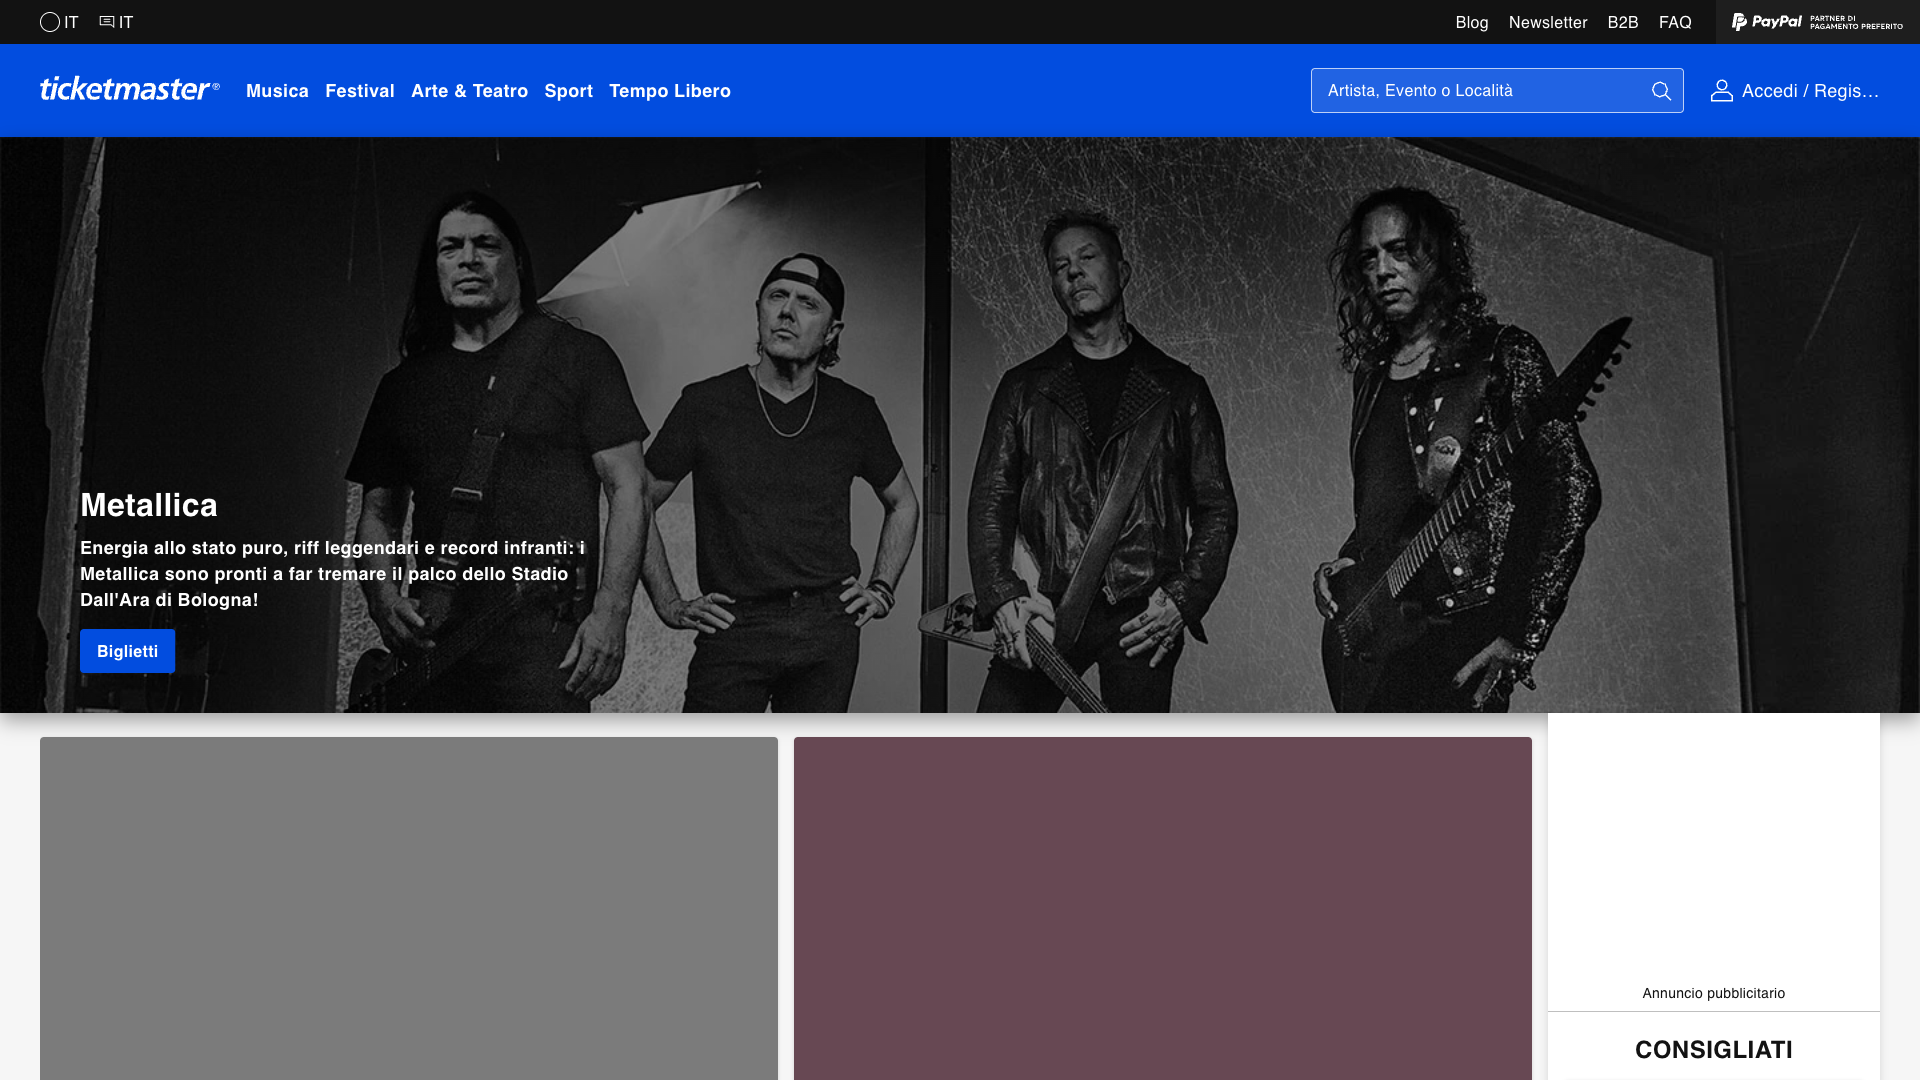 IT
IT
Blog
Newsletter
B2B
FAQ
PayPal
PARTNER DI
PAGAMENTO PREFERITO
ticketmaster®
Musica
Festival
Arte & Teatro
Sport
Tempo Libero
Artista, Evento o Località
Accedi / Regis...
Metallica
Energia allo stato puro, riff leggendari e record infranti: i
Metallica sono pronti a far tremare il palco dello Stadio
Dall'Ara di Bologna!
Biglietti
Annuncio pubblicitario
CONSIGLIATI